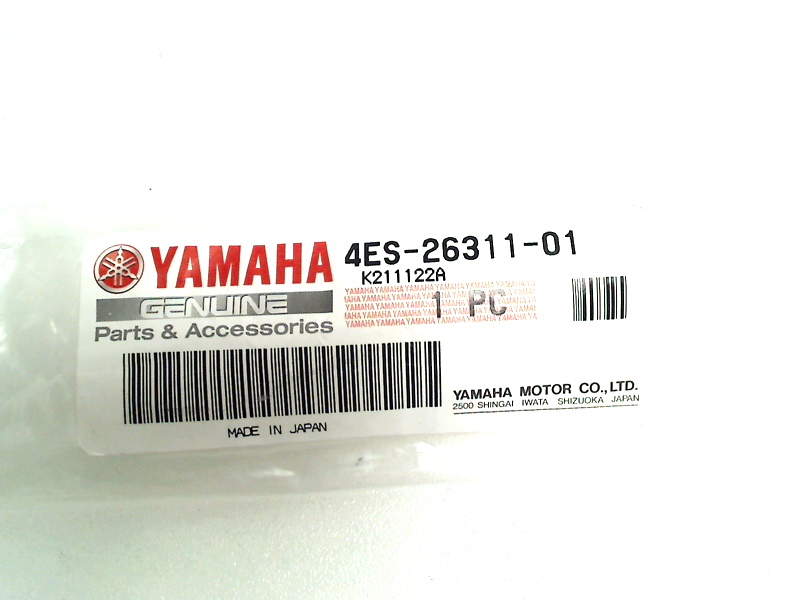 YAMAHA
GENUINE
Parts & Accessories
4ES-26311-01
K211122A
YAMAHAYAMAHAYAMAHAYAMAHAYAMAHAYA
1 PC
MADE IN JAPAN
YAMAHA MOTOR CO.,LTD.
2500 SHINGAI IWATA SHIZUOKA JAPAN